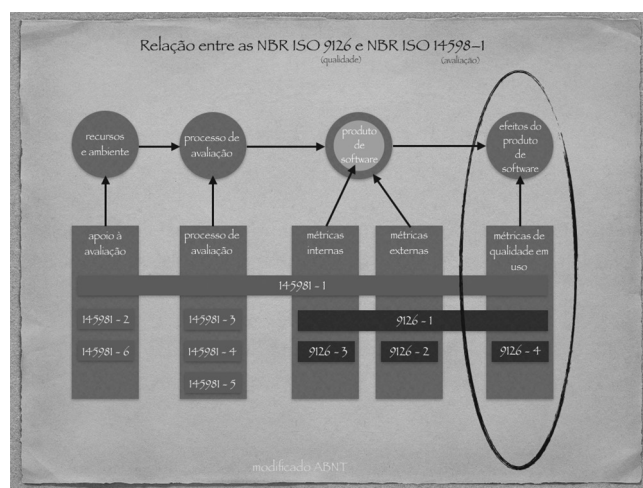 Relação entre as NBR ISO 9126 e NBR ISO 14598-1
(qualidade)
(avaliação)
recursos
e ambiente
processo de
avaliação
produto
de
software
efeitos do
produto
de
software
apoio à
avaliação
processo de
avaliação
métricas
internas
métricas
externas
métricas de
qualidade em
uso
145981 - 1
145981 - 2
145981 - 3
9126 - 1
145981 - 6
145981 - 4
9126 - 3
9126 - 2
9126 - 4
145981 - 5
modificado ABNT